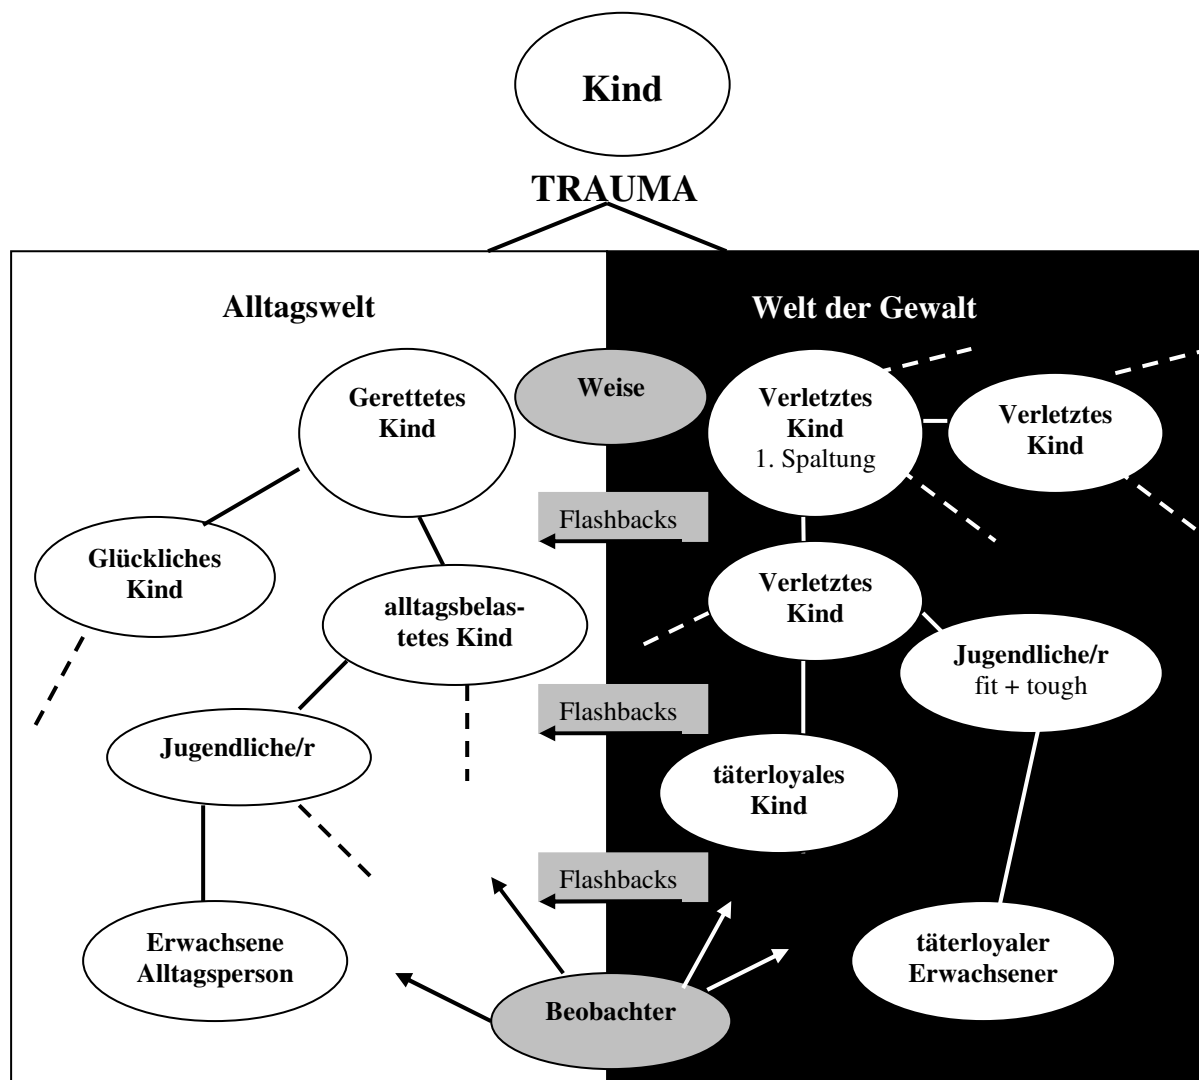 Kind
TRAUMA
Alltagswelt
Welt der Gewalt
Gerettetes
Kind
Weise
Verletztes
Kind
1. Spaltung
Verletztes
Kind
Flashbacks
Glückliches
Kind
alltagsbelas-
tetes Kind
Verletztes
Kind
Jugendliche/r
fit + tough
Flashbacks
Jugendliche/r
täterloyales
Kind
Flashbacks
Erwachsene
Alltagsperson
täterloyaler
Erwachsener
Beobachter